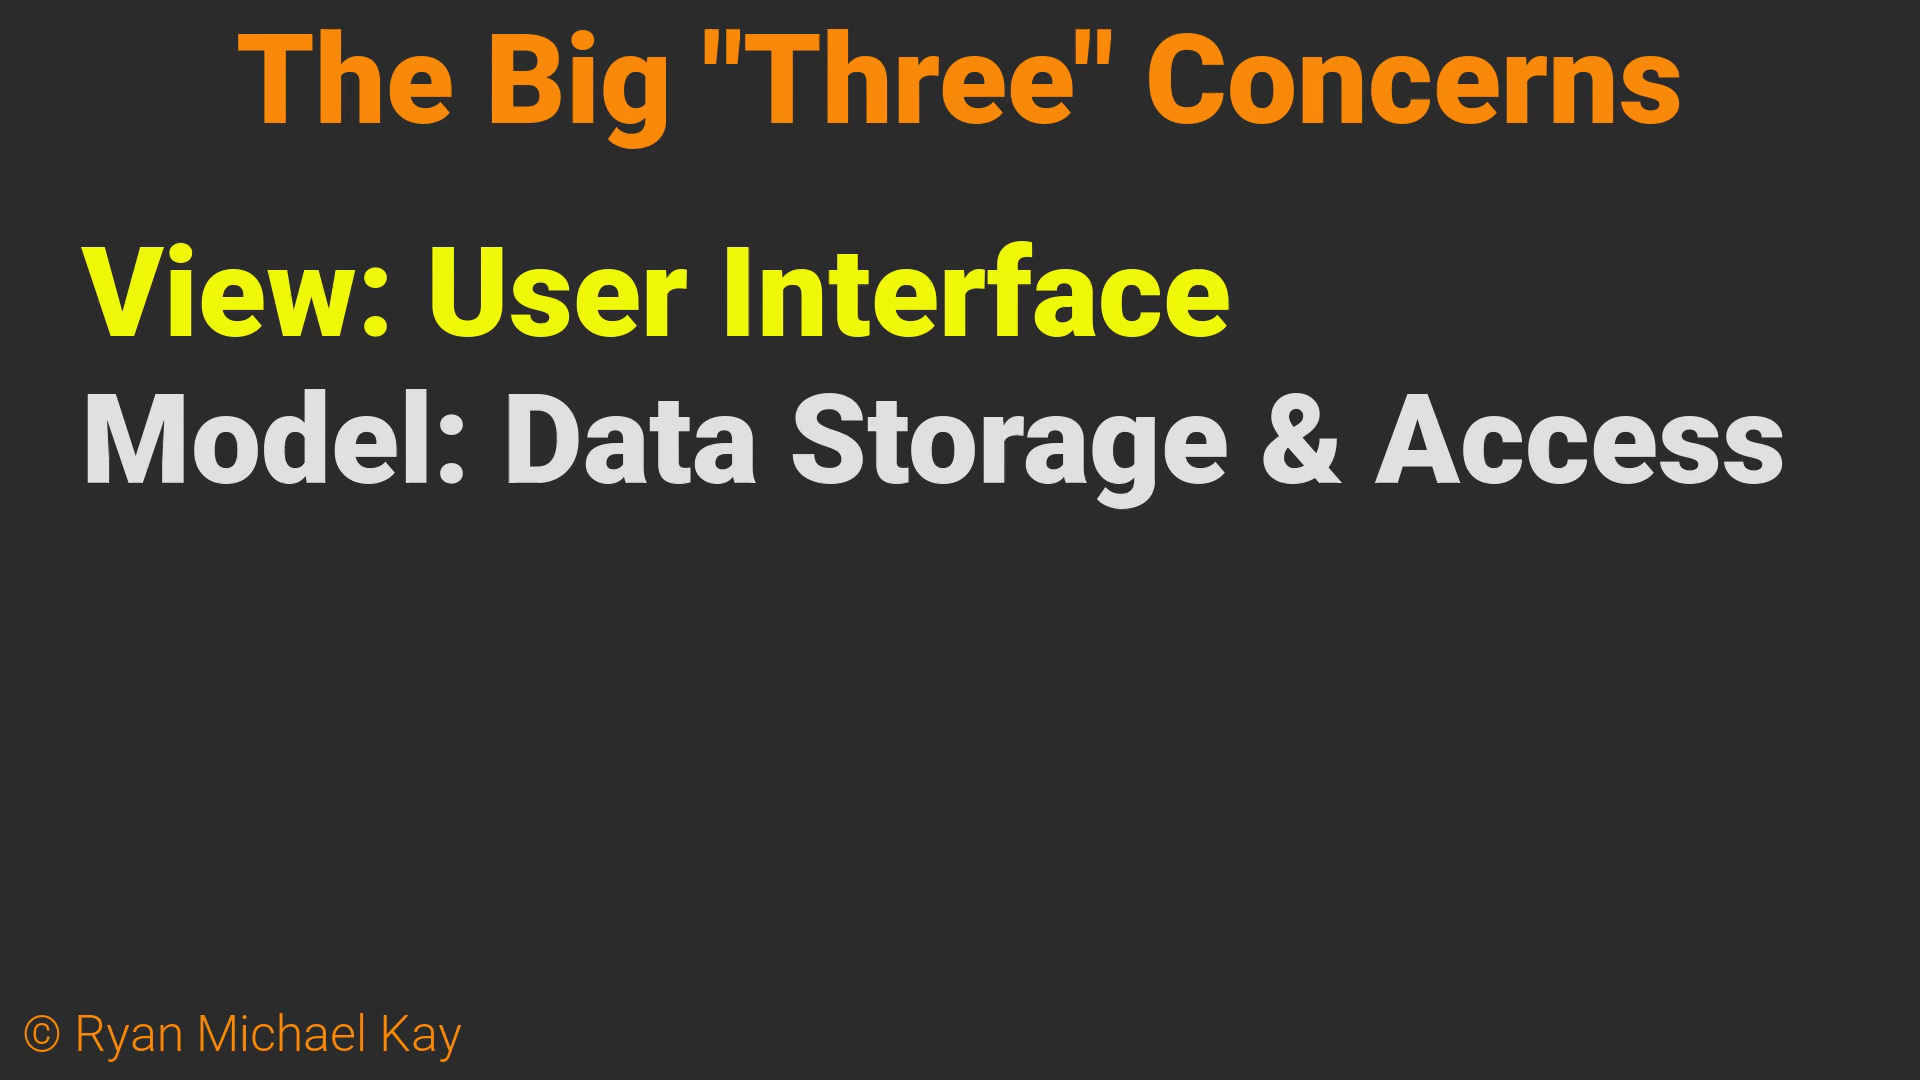 The Big "Three" Concerns
View: User Interface
Model: Data Storage & Access
© Ryan Michael Kay